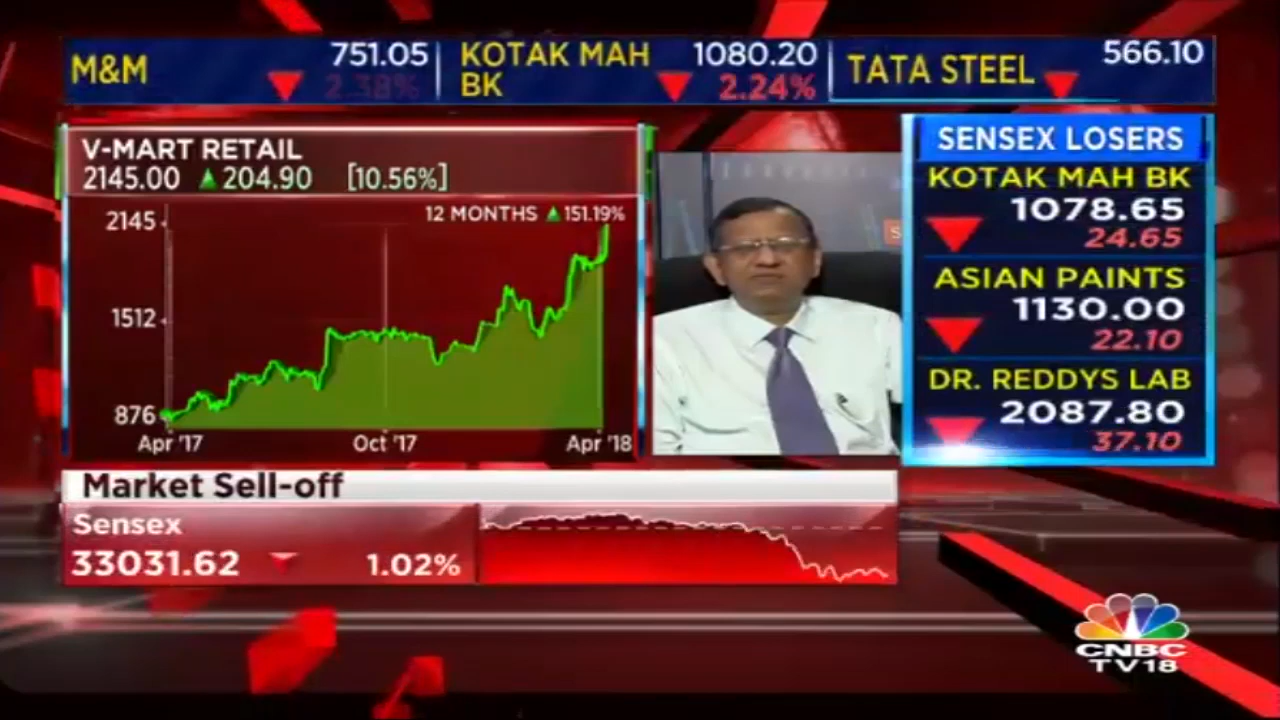 M&M
751.05
▼ 2.38%
KOTAK MAH
BK
1080.20
▼ 2.24%
TATA STEEL ▼
566.10
V-MART RETAIL
2145.00 ▲ 204.90 [10.56%]
12 MONTHS ▲ 151.19%
2145
1512
876
Apr '17 Oct '17 Apr '18
S
SENSEX LOSERS
KOTAK MAH BK
1078.65
▼ 24.65
ASIAN PAINTS
1130.00
▼ 22.10
DR. REDDYS LAB
2087.80
▼ 37.10
Market Sell-off
Sensex
33031.62 ▼ 1.02%
CNBC
TV18